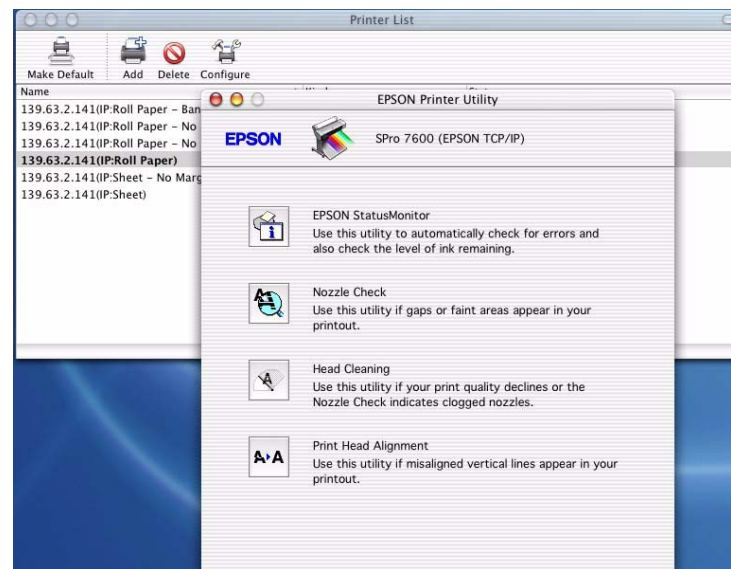 Printer List
Make Default Add Delete Configure
Name
139.63.2.141(IP:Roll Paper – Ban
139.63.2.141(IP:Roll Paper – No
139.63.2.141(IP:Roll Paper – No
139.63.2.141(IP:Roll Paper)
139.63.2.141(IP:Sheet – No Marg
139.63.2.141(IP:Sheet)
EPSON Printer Utility
EPSON
SPro 7600 (EPSON TCP/IP)
EPSON StatusMonitor
Use this utility to automatically check for errors and
also check the level of ink remaining.
Nozzle Check
Use this utility if gaps or faint areas appear in your
printout.
Head Cleaning
Use this utility if your print quality declines or the
Nozzle Check indicates clogged nozzles.
A A
Print Head Alignment
Use this utility if misaligned vertical lines appear in your
printout.